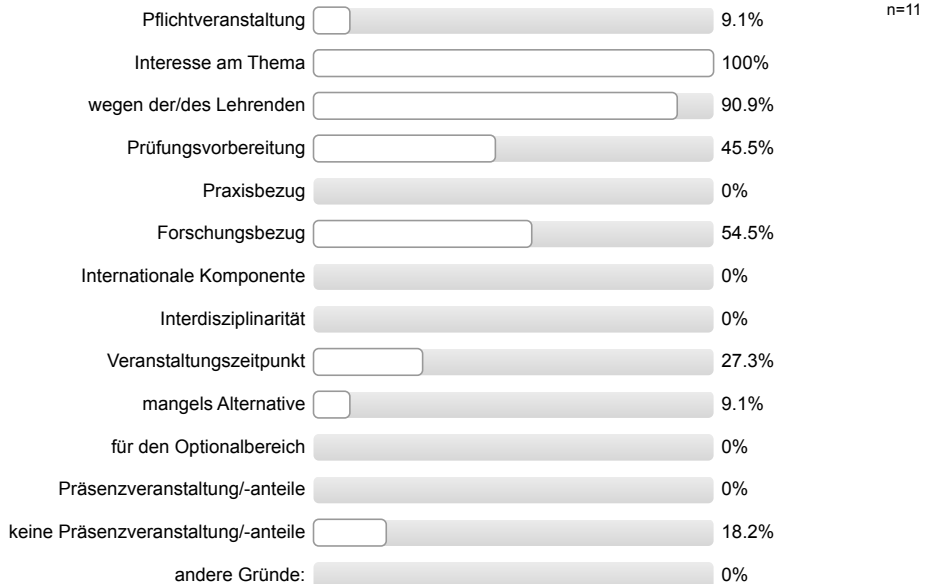 n=11
Pflichtveranstaltung 9.1%
Interesse am Thema 100%
wegen der/des Lehrenden 90.9%
Prüfungsvorbereitung 45.5%
Praxisbezug 0%
Forschungsbezug 54.5%
Internationale Komponente 0%
Interdisziplinarität 0%
Veranstaltungszeitpunkt 27.3%
mangels Alternative 9.1%
für den Optionalbereich 0%
Präsenzveranstaltung/-anteile 0%
keine Präsenzveranstaltung/-anteile 18.2%
andere Gründe: 0%